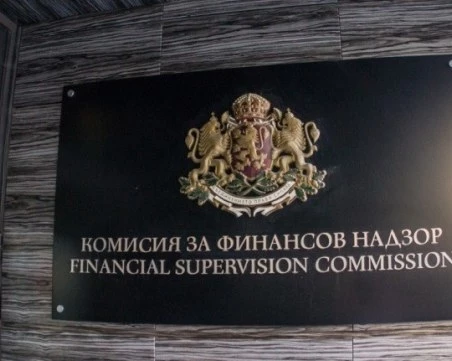 КОМИСИЯ ЗА ФИНАНСОВ НАДЗОР
FINANCIAL SUPERVISION COMMISSION